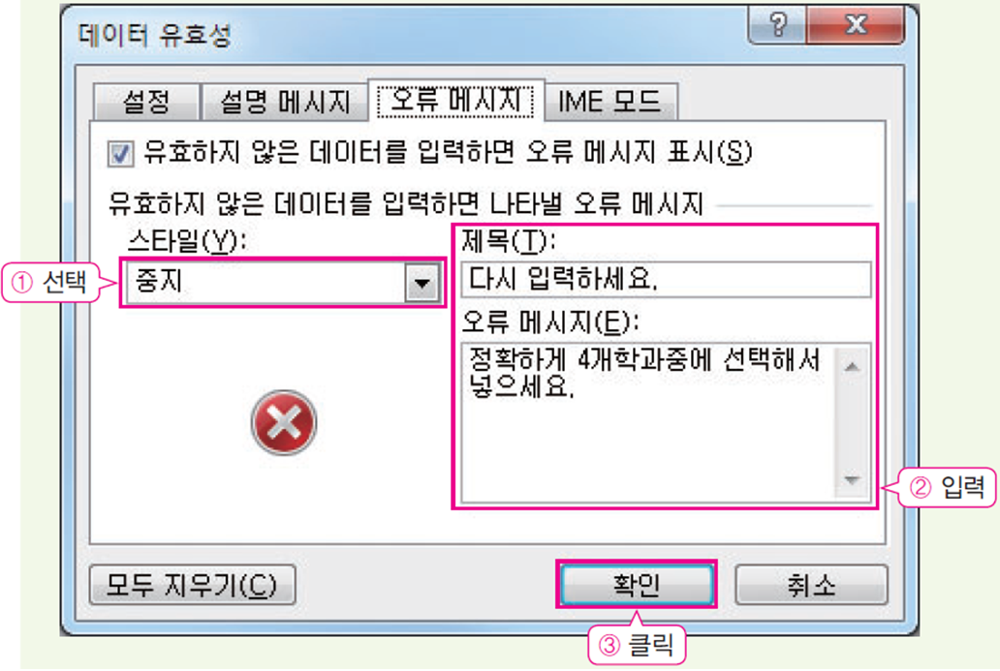 데이터 유효성
설정 설명 메시지 오류 메시지 IME 모드
유효하지 않은 데이터를 입력하면 오류 메시지 표시(S)
유효하지 않은 데이터를 입력하면 나타낼 오류 메시지
스타일(Y):
① 선택
중지
제목(T):
다시 입력하세요.
오류 메시지(E):
정확하게 4개학과중에 선택해서
넣으세요.
② 입력
모두 지우기(C) 확인 취소
③ 클릭